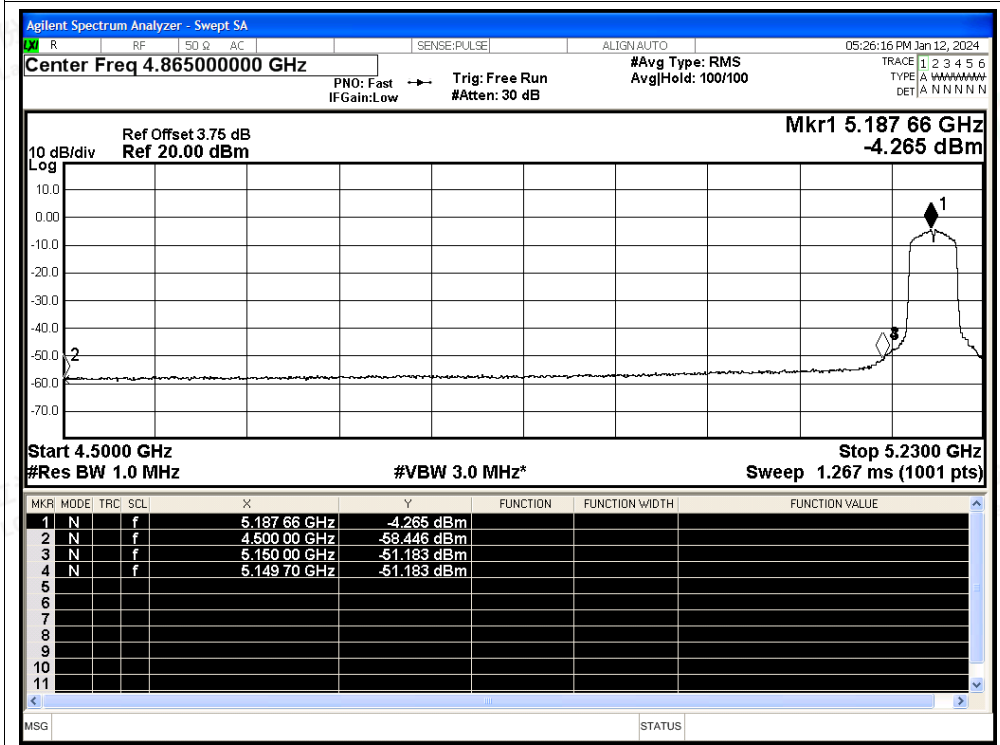 Agilent Spectrum Analyzer - Swept SA
LXI R RF 50 Ω AC SENSE:PULSE ALIGN AUTO 05:26:16 PM Jan 12, 2024
Center Freq 4.865000000 GHz #Avg Type: RMS TRACE 1 2 3 4 5 6
PNO: Fast Trig: Free Run Avg|Hold: 100/100 TYPE A WWWWW
IFGain:Low #Atten: 30 dB DET A N N N N N
Mkr1 5.187 66 GHz
Ref Offset 3.75 dB
10 dB/div Ref 20.00 dBm -4.265 dBm
Log
10.0
1
0.00
-10.0
-20.0
-30.0
-40.0
-50.0 2
-60.0
-70.0
Start 4.5000 GHz Stop 5.2300 GHz
#Res BW 1.0 MHz #VBW 3.0 MHz* Sweep 1.267 ms (1001 pts)
MKR MODE TRC SCL X Y FUNCTION FUNCTION WIDTH FUNCTION VALUE
1 N f 5.187 66 GHz -4.265 dBm
2 N f 4.500 00 GHz -58.446 dBm
3 N f 5.150 00 GHz -51.183 dBm
4 N f 5.149 70 GHz -51.183 dBm
5
6
7
8
9
10
11
MSG STATUS